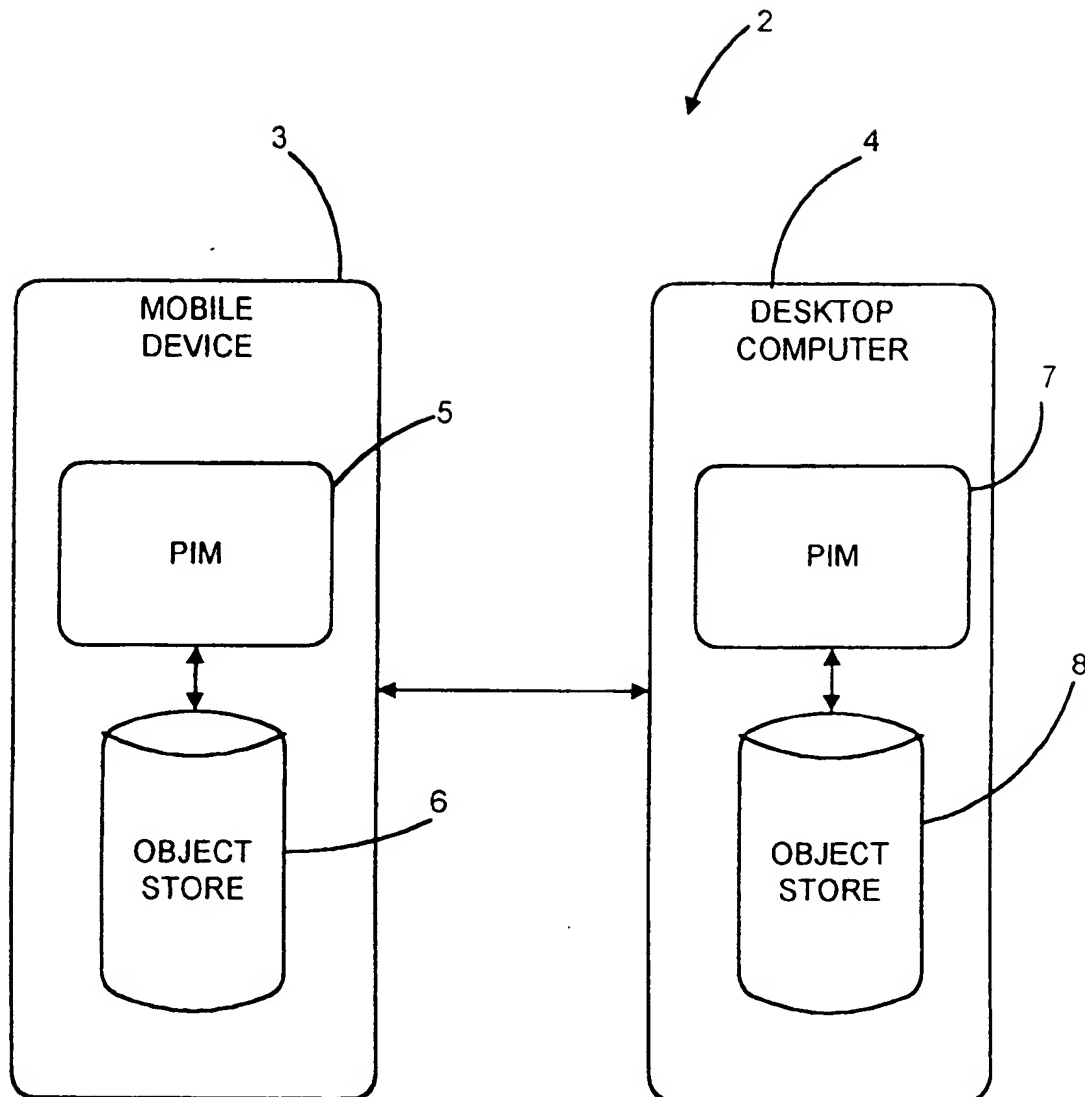 2
3
4
MOBILE
DEVICE
DESKTOP
COMPUTER
5
7
PIM
PIM
6
8
OBJECT
STORE
OBJECT
STORE